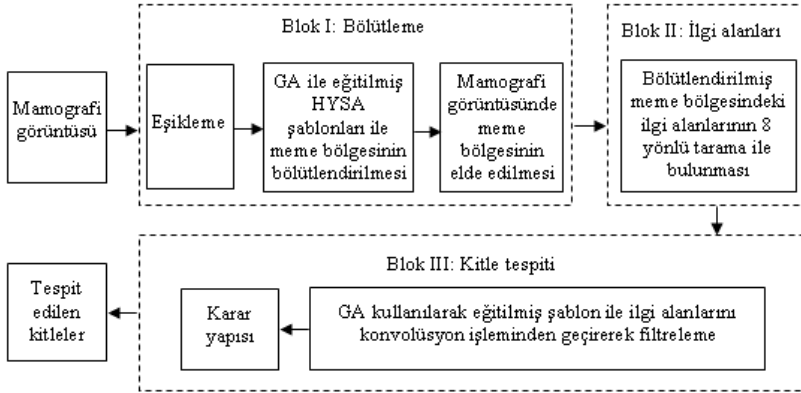 Blok I: Bölütleme
Mamografi
görüntüsü
Eşikleme
GA ile eğitilmiş
HYSA
şablonları ile
meme bölgesinin
bölütlendirilmesi
Mamografi
görüntüsünde
meme
bölgesinin
elde edilmesi
Blok II: İlgi alanları
Bölütlendirilmiş
meme bölgesindeki
ilgi alanlarının 8
yönlü tarama ile
bulunması
Blok III: Kitle tespiti
GA kullanılarak eğitilmiş şablon ile ilgi alanlarını
konvolüsyon işleminden geçirerek filtreleme
Karar
yapısı
Tespit
edilen
kitleler